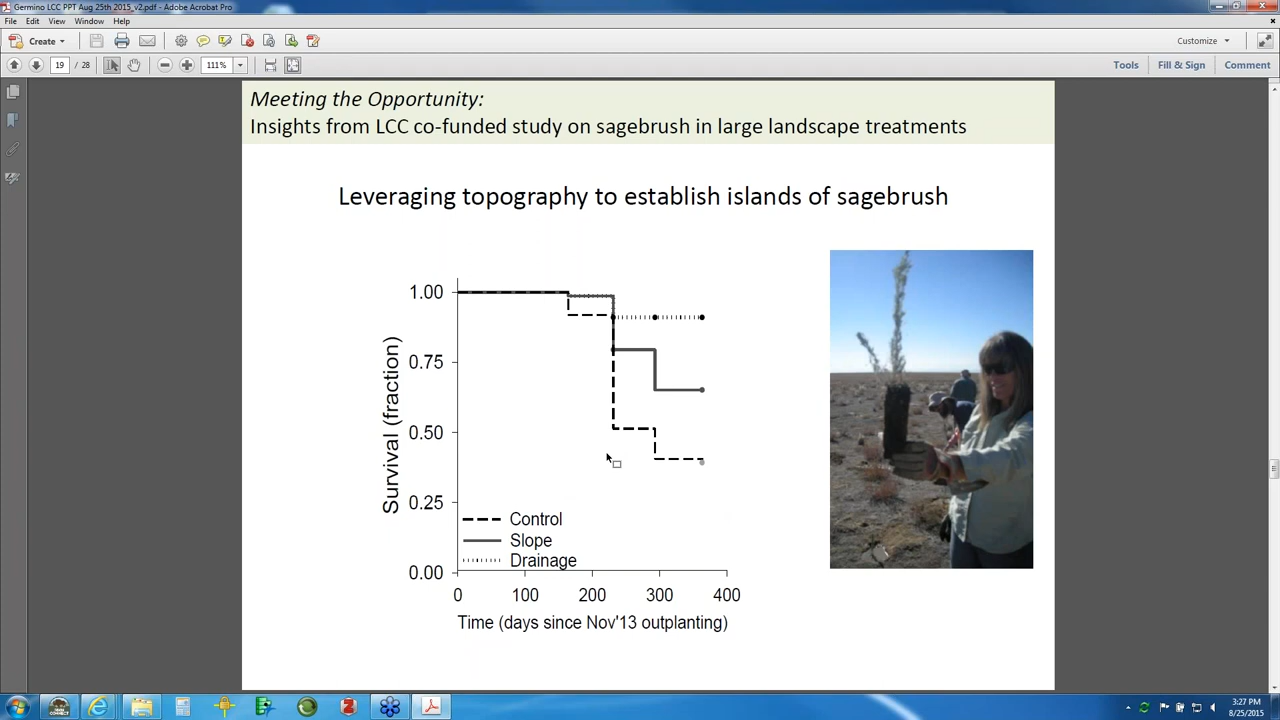 Germino LCC PPT Aug 25th 2015_v2.pdf - Adobe Acrobat Pro
File Edit View Window Help
Create Customize
19 / 28 111% Tools Fill & Sign Comment
Meeting the Opportunity:
Insights from LCC co-funded study on sagebrush in large landscape treatments
Leveraging topography to establish islands of sagebrush
Survival (fraction)
1.00
0.75
0.50
0.25
0.00
Control
Slope
Drainage
0 100 200 300 400
Time (days since Nov'13 outplanting)
3:27 PM
8/25/2015